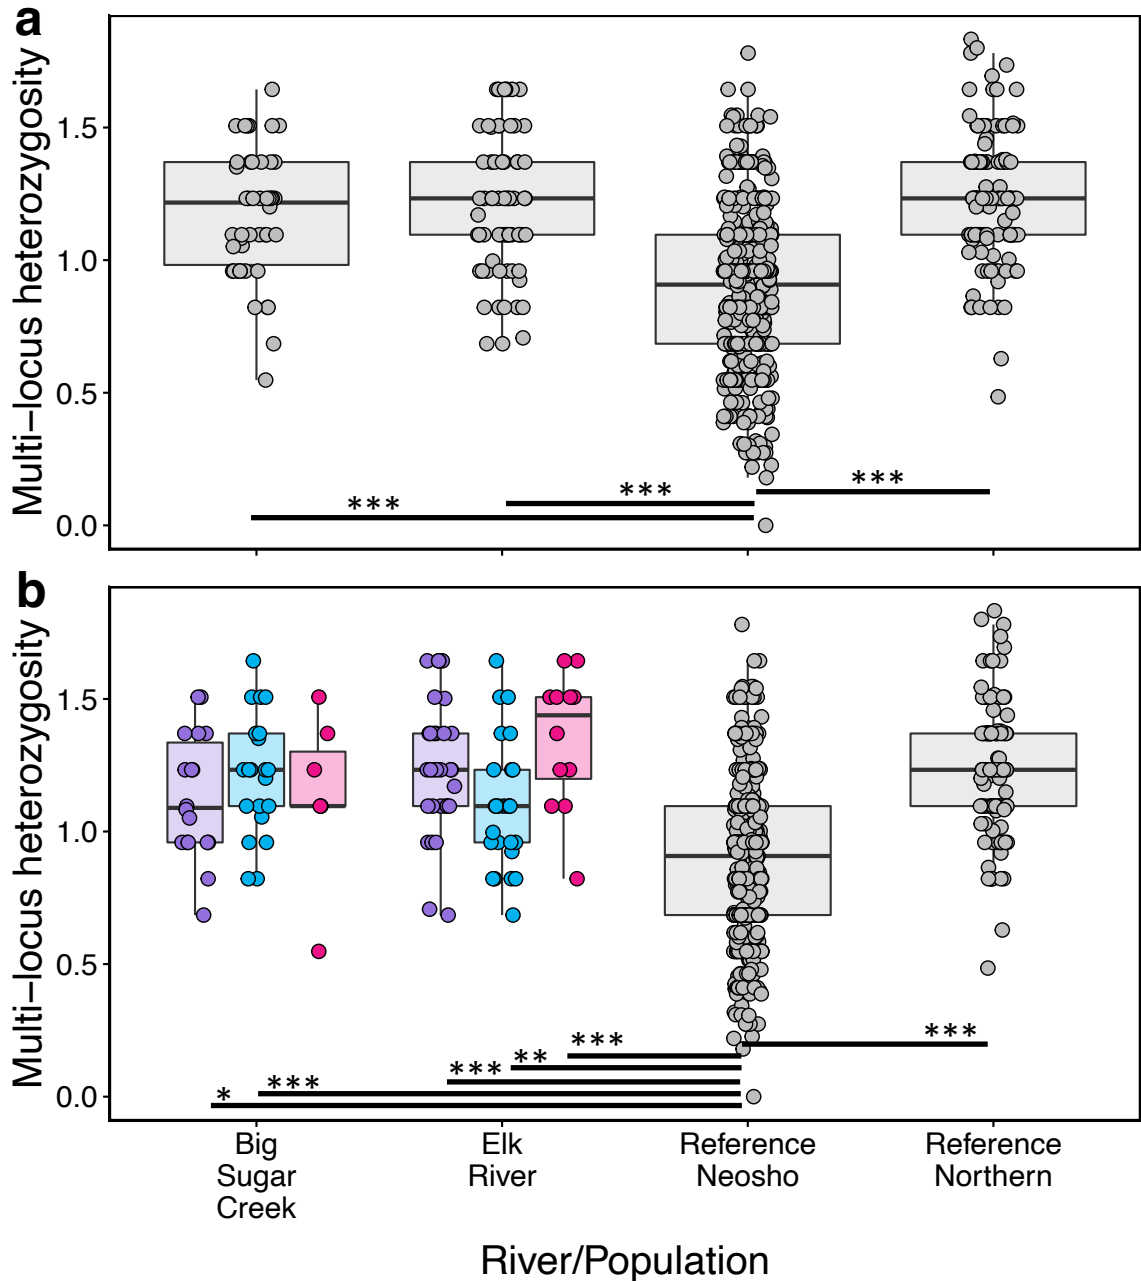 a
Multi−locus heterozygosity
1.5
1.0
0.5
0.0
***
***
***
b
Multi−locus heterozygosity
1.5
1.0
0.5
0.0
***
***
**
***
***
*
Big
Sugar
Creek
Elk
River
Reference
Neosho
Reference
Northern
River/Population